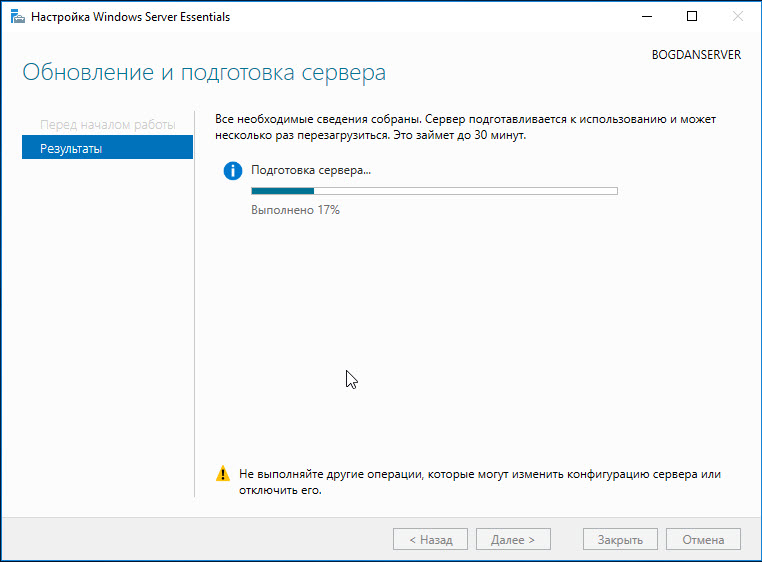 Настройка Windows Server Essentials
BOGDANSERVER
Обновление и подготовка сервера
Перед началом работы
Результаты
Все необходимые сведения собраны. Сервер подготавливается к использованию и может
несколько раз перезагрузиться. Это займет до 30 минут.
Подготовка сервера...
Выполнено 17%
Не выполняйте другие операции, которые могут изменить конфигурацию сервера или
отключить его.
< Назад
Далее >
Закрыть
Отмена